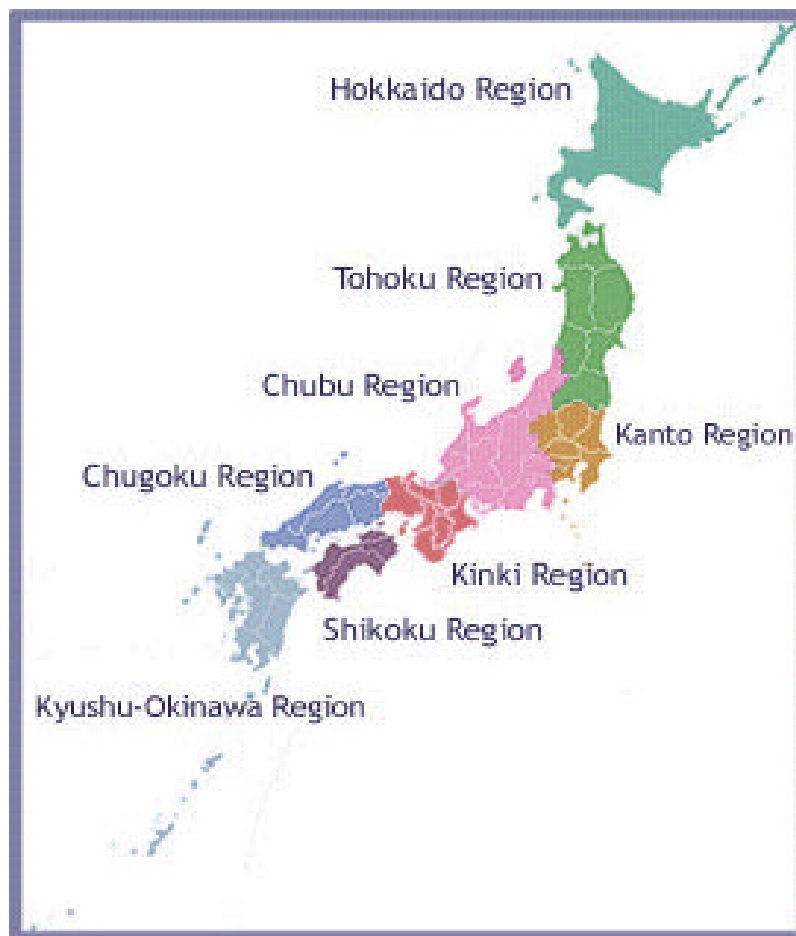 Hokkaido Region
Tohoku Region
Chubu Region
Kanto Region
Chugoku Region
Kinki Region
Shikoku Region
Kyushu-Okinawa Region